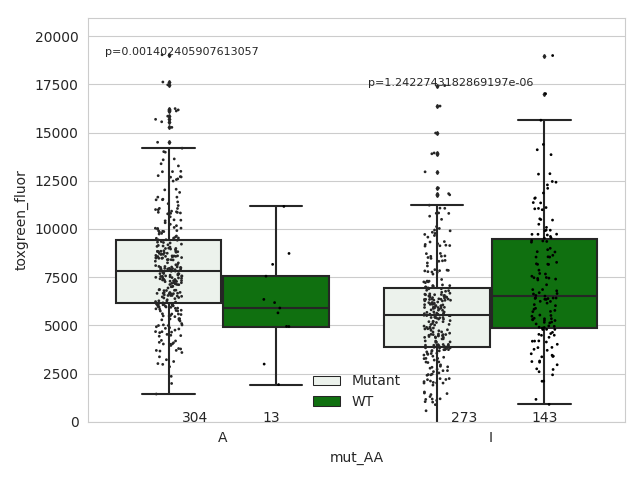 20000
p=0.001402405907613057
17500
p=1.2422743182869197e-06
15000
12500
toxgreen_fluor
10000
7500
5000
2500
Mutant
WT
0
304
13
273
143
A
I
mut_AA